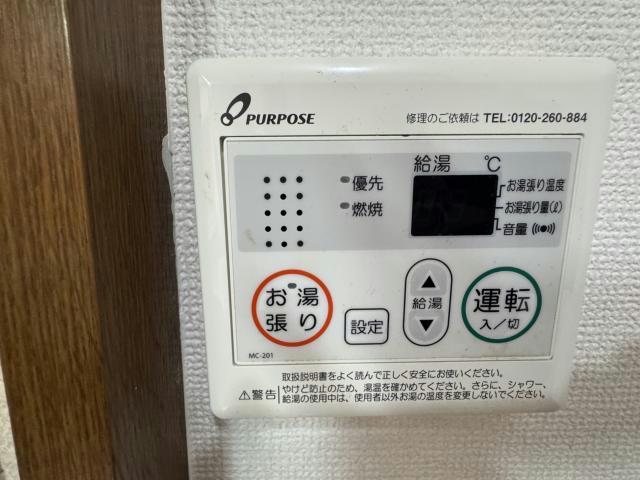 PURPOSE
修理のご依頼は TEL:0120-260-884
給湯 ℃
優先
燃焼
お湯張り温度
お湯張り量(ℓ)
音量
お湯張り
設定
▲
給湯
▼
運転
入/切
MC-201
取扱説明書をよく読んで正しく安全にお使いください。
⚠警告
やけど防止のため、湯温を確かめてください。さらに、シャワー、
給湯の使用中は、使用者以外お湯の温度を変更しないでください。